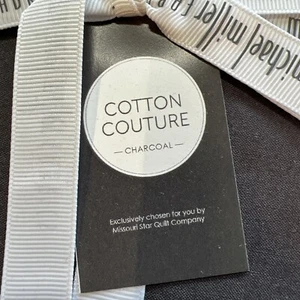 michael miller
COTTON
COUTURE
— CHARCOAL —
Exclusively chosen for you by
Missouri Star Quilt Company